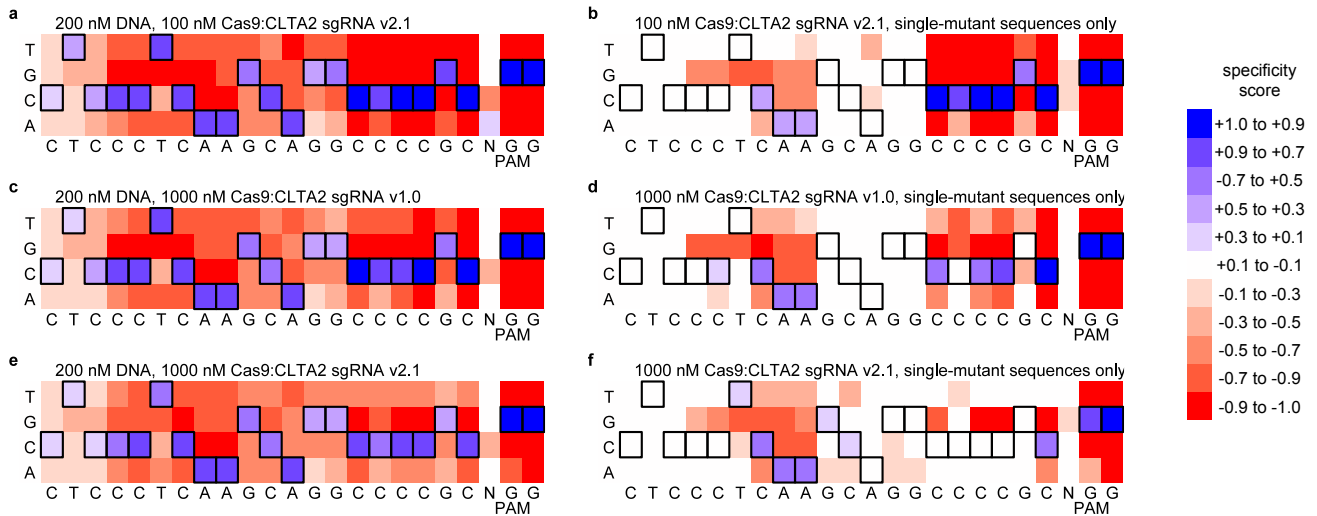 a
200 nM DNA, 100 nM Cas9:CLTA2 sgRNA v2.1
T
G
C
A
C T C C C T C A A G C A G G C C C C G C N G G
PAM
b
100 nM Cas9:CLTA2 sgRNA v2.1, single-mutant sequences only
T
G
C
A
C T C C C T C A A G C A G G C C C C G C N G G
PAM
c
200 nM DNA, 1000 nM Cas9:CLTA2 sgRNA v1.0
T
G
C
A
C T C C C T C A A G C A G G C C C C G C N G G
PAM
d
1000 nM Cas9:CLTA2 sgRNA v1.0, single-mutant sequences only
T
G
C
A
C T C C C T C A A G C A G G C C C C G C N G G
PAM
e
200 nM DNA, 1000 nM Cas9:CLTA2 sgRNA v2.1
T
G
C
A
C T C C C T C A A G C A G G C C C C G C N G G
PAM
f
1000 nM Cas9:CLTA2 sgRNA v2.1, single-mutant sequences only
T
G
C
A
C T C C C T C A A G C A G G C C C C G C N G G
PAM
specificity
score
+1.0 to +0.9
+0.9 to +0.7
-0.7 to +0.5
+0.5 to +0.3
+0.3 to +0.1
+0.1 to -0.1
-0.1 to -0.3
-0.3 to -0.5
-0.5 to -0.7
-0.7 to -0.9
-0.9 to -1.0